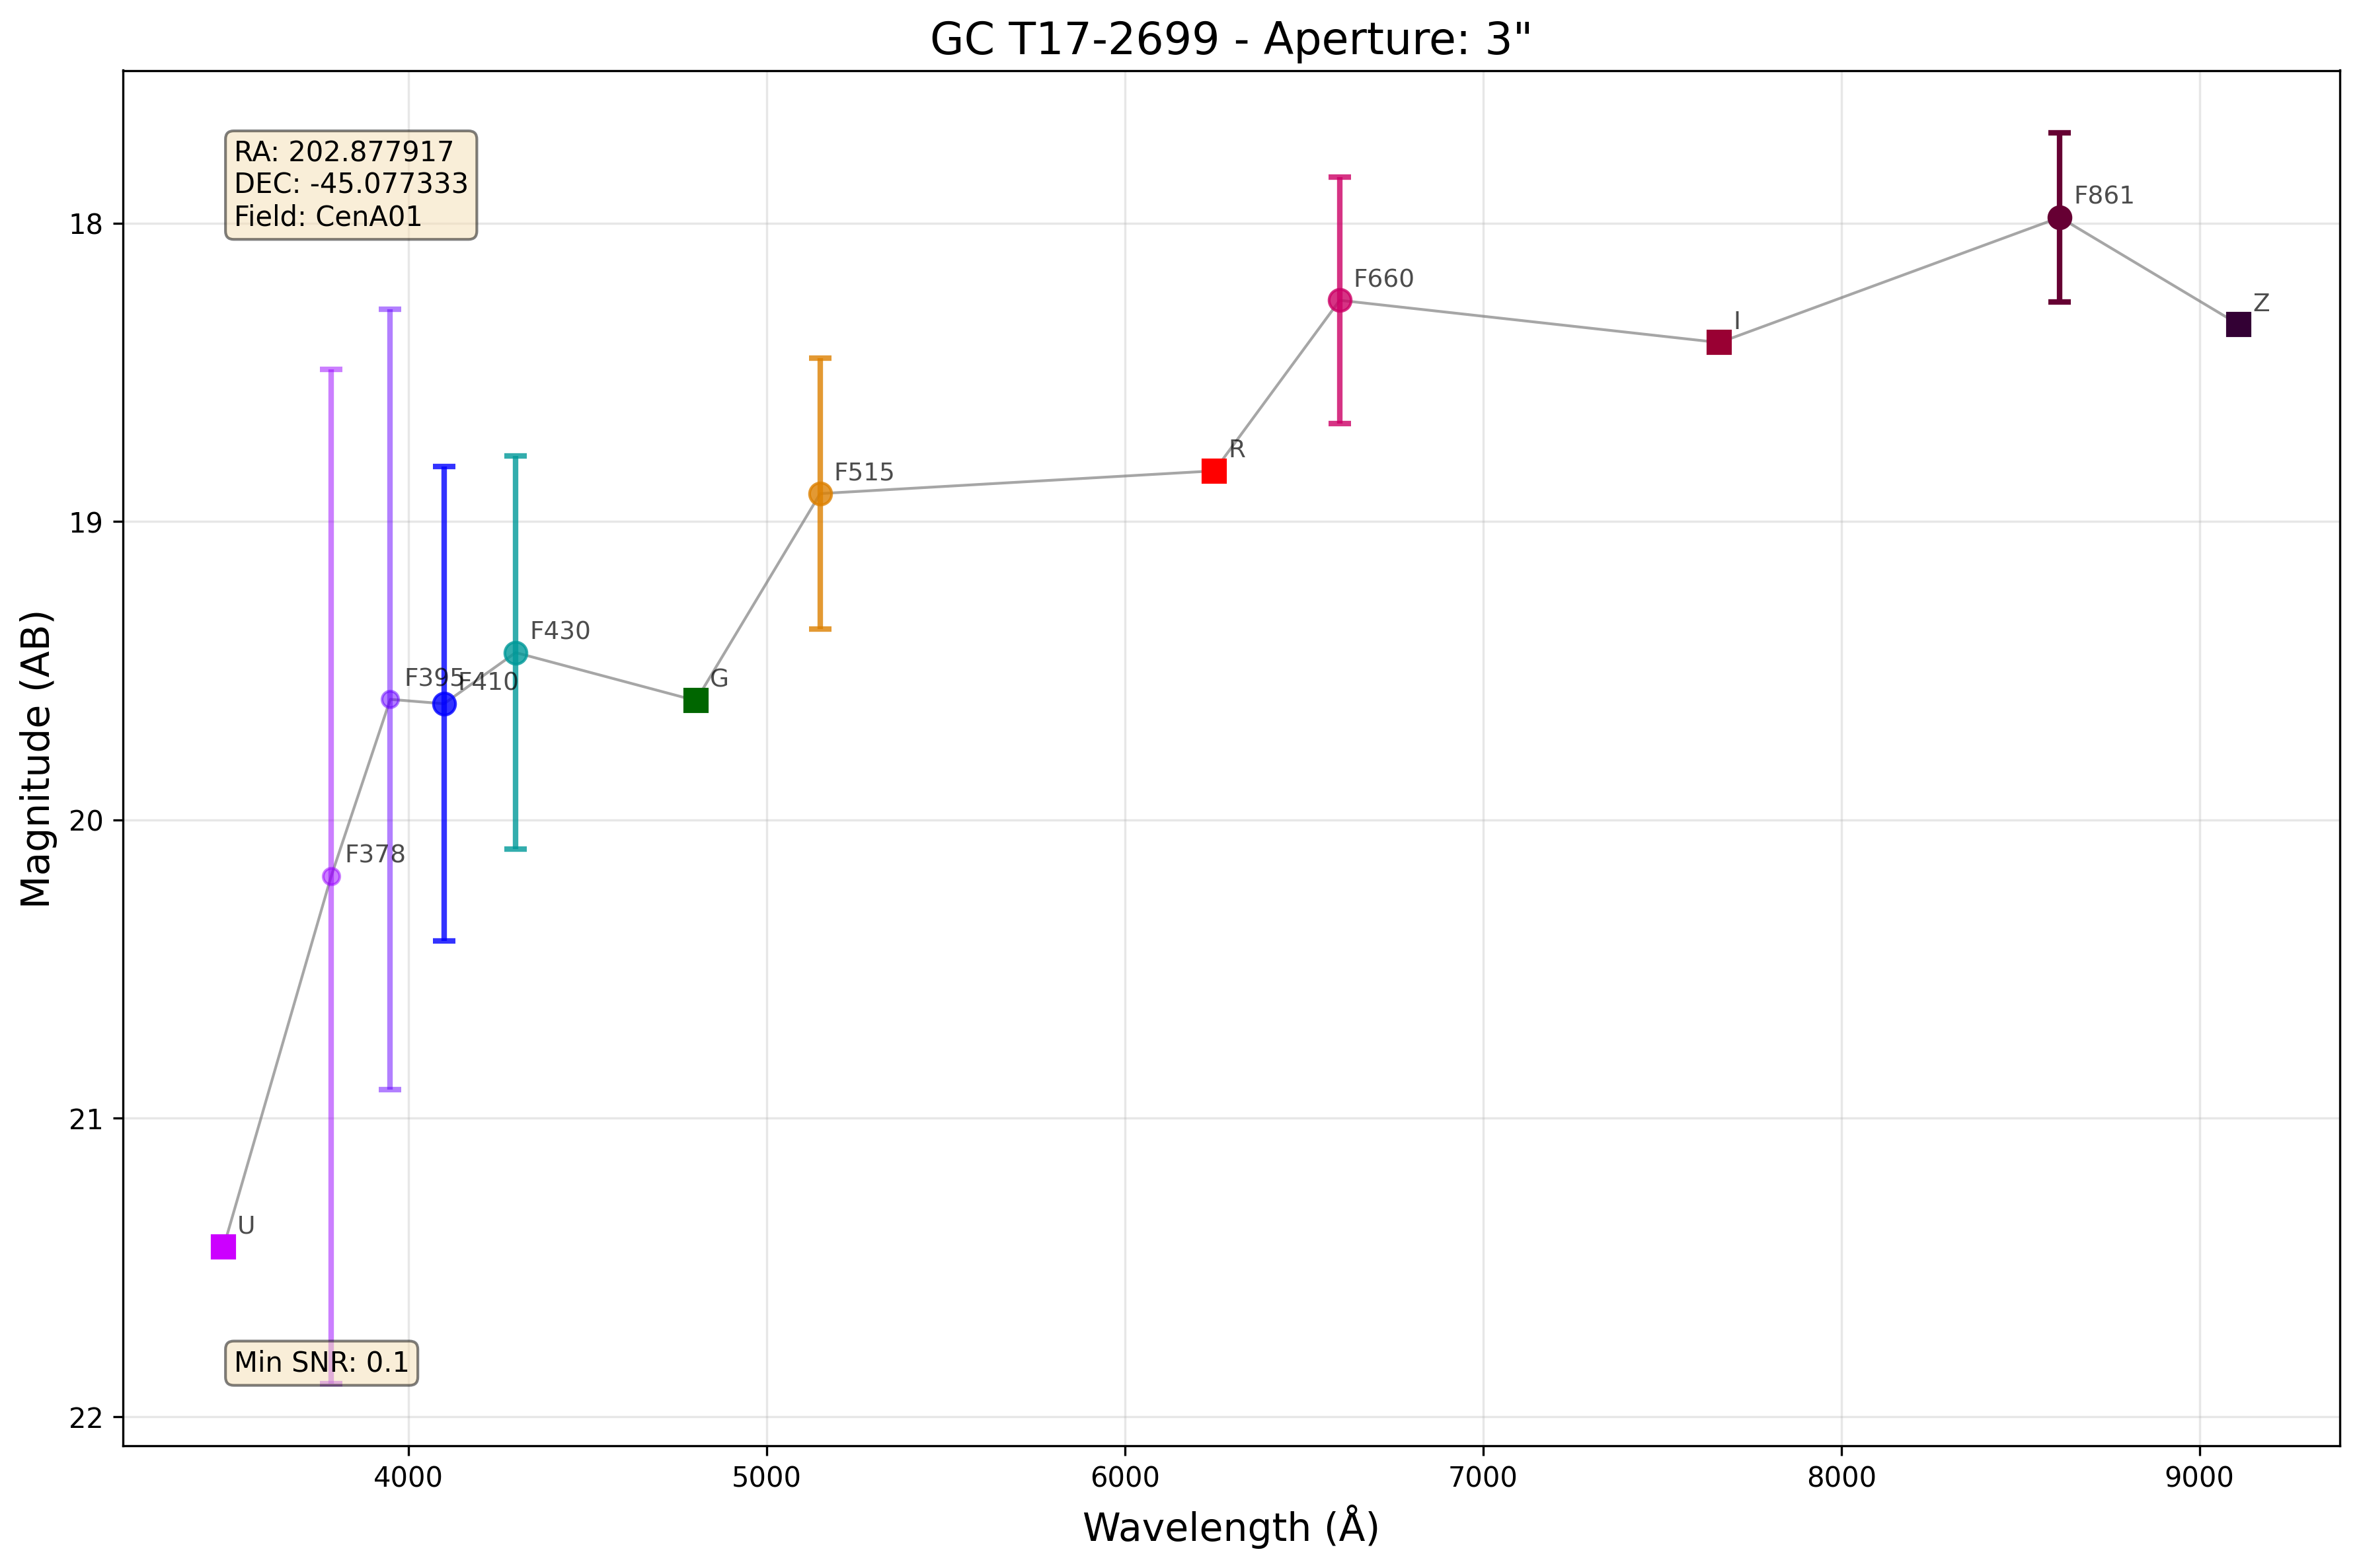 GC T17-2699 - Aperture: 3"
RA: 202.877917
DEC: -45.077333
Field: CenA01
F861
Z
F660
I
R
F515
F430
G
F395
F410
F378
U
Min SNR: 0.1
18
19
20
21
22
Magnitude (AB)
4000
5000
6000
7000
8000
9000
Wavelength (Å)